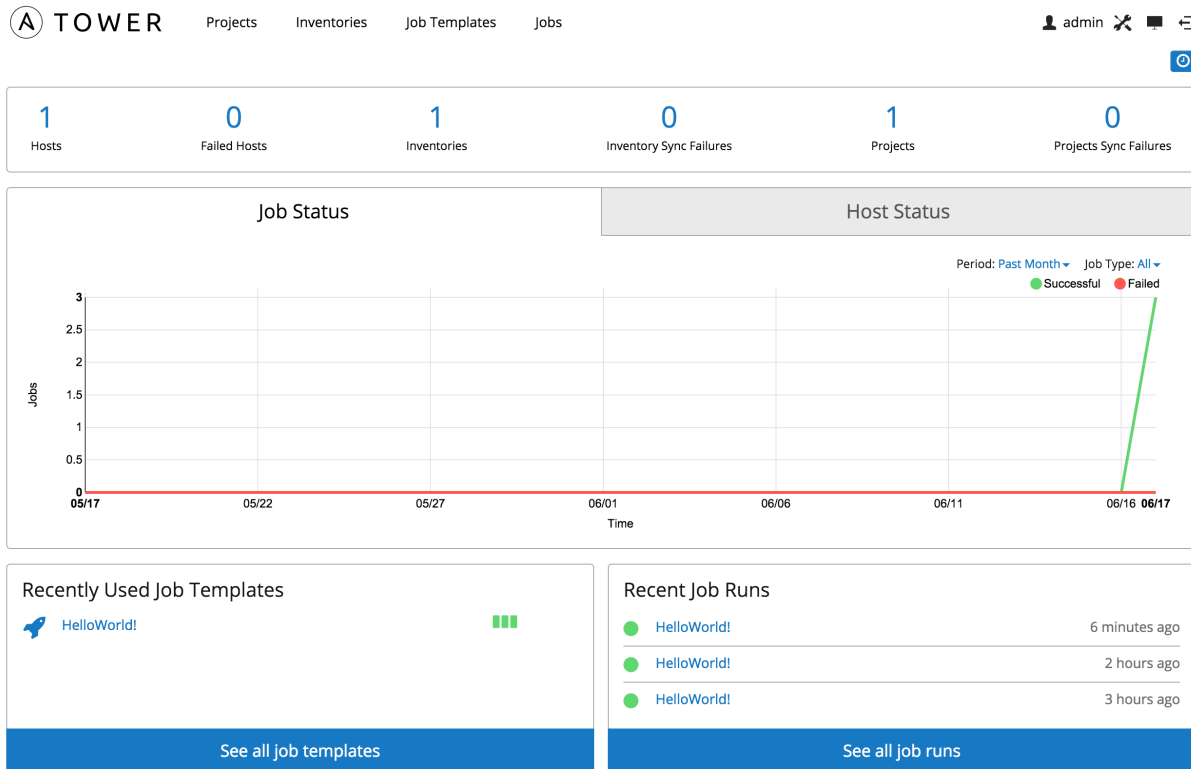 TOWER Projects Inventories Job Templates Jobs admin
1 0 1 0 1 0
Hosts Failed Hosts Inventories Inventory Sync Failures Projects Projects Sync Failures
Job Status Host Status
Period: Past Month Job Type: All
Successful Failed
3
2.5
2
1.5
1
0.5
0
Jobs
05/17 05/22 05/27 06/01 06/06 06/11 06/16 06/17
Time
Recently Used Job Templates
HelloWorld!
See all job templates
Recent Job Runs
HelloWorld! 6 minutes ago
HelloWorld! 2 hours ago
HelloWorld! 3 hours ago
See all job runs